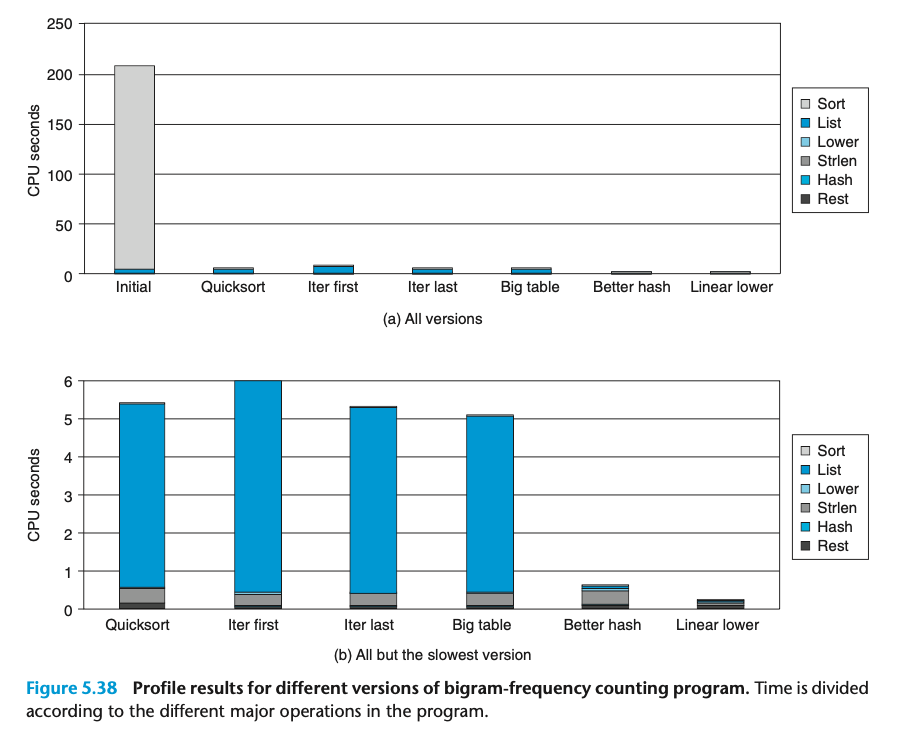 250
200
150
100
50
0
CPU seconds
Initial
Quicksort
Iter first
Iter last
Big table
Better hash
Linear lower
Sort
List
Lower
Strlen
Hash
Rest
(a) All versions
6
5
4
3
2
1
0
CPU seconds
Quicksort
Iter first
Iter last
Big table
Better hash
Linear lower
Sort
List
Lower
Strlen
Hash
Rest
(b) All but the slowest version
Figure 5.38 Profile results for different versions of bigram-frequency counting program. Time is divided
according to the different major operations in the program.